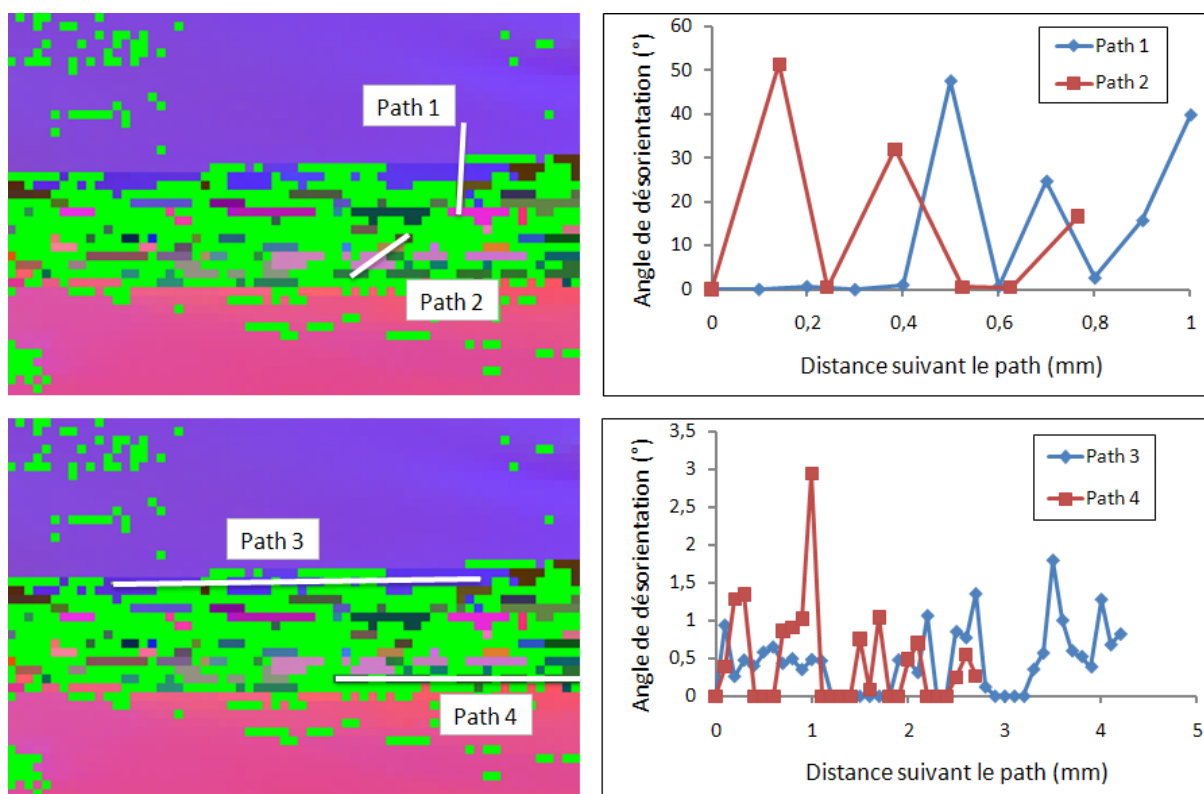 Path 1
Path 2
Angle de désorientation (°)
60
50
40
30
20
10
0
0 0,2 0,4 0,6 0,8 1
Distance suivant le path (mm)
Path 1
Path 2
Path 3
Path 4
Angle de désorientation (°)
3,5
3
2,5
2
1,5
1
0,5
0
0 1 2 3 4 5
Distance suivant le path (mm)
Path 3
Path 4